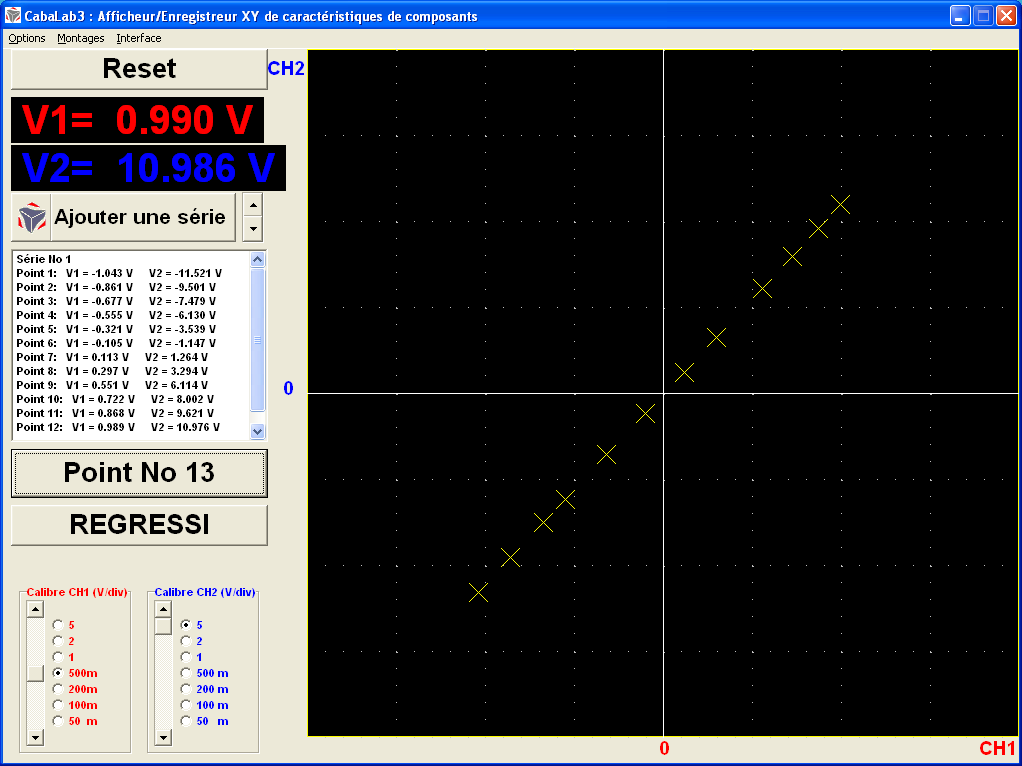 CabaLab3 : Afficheur/Enregistreur XY de caractéristiques de composants
Options Montages Interface
Reset
CH2
V1= 0.990 V
V2= 10.986 V
Ajouter une série
Série No 1
Point 1: V1 = -1.043 V V2 = -11.521 V
Point 2: V1 = -0.861 V V2 = -9.501 V
Point 3: V1 = -0.677 V V2 = -7.479 V
Point 4: V1 = -0.555 V V2 = -6.130 V
Point 5: V1 = -0.321 V V2 = -3.539 V
Point 6: V1 = -0.105 V V2 = -1.147 V
Point 7: V1 = 0.113 V V2 = 1.264 V
Point 8: V1 = 0.297 V V2 = 3.294 V
Point 9: V1 = 0.551 V V2 = 6.114 V
Point 10: V1 = 0.722 V V2 = 8.002 V
Point 11: V1 = 0.868 V V2 = 9.621 V
Point 12: V1 = 0.989 V V2 = 10.976 V
0
Point No 13
REGRESSI
Calibre CH1 (V/div)
5
2
1
500m
200m
100m
50 m
Calibre CH2 (V/div)
5
2
1
500 m
200 m
100 m
50 m
0
CH1